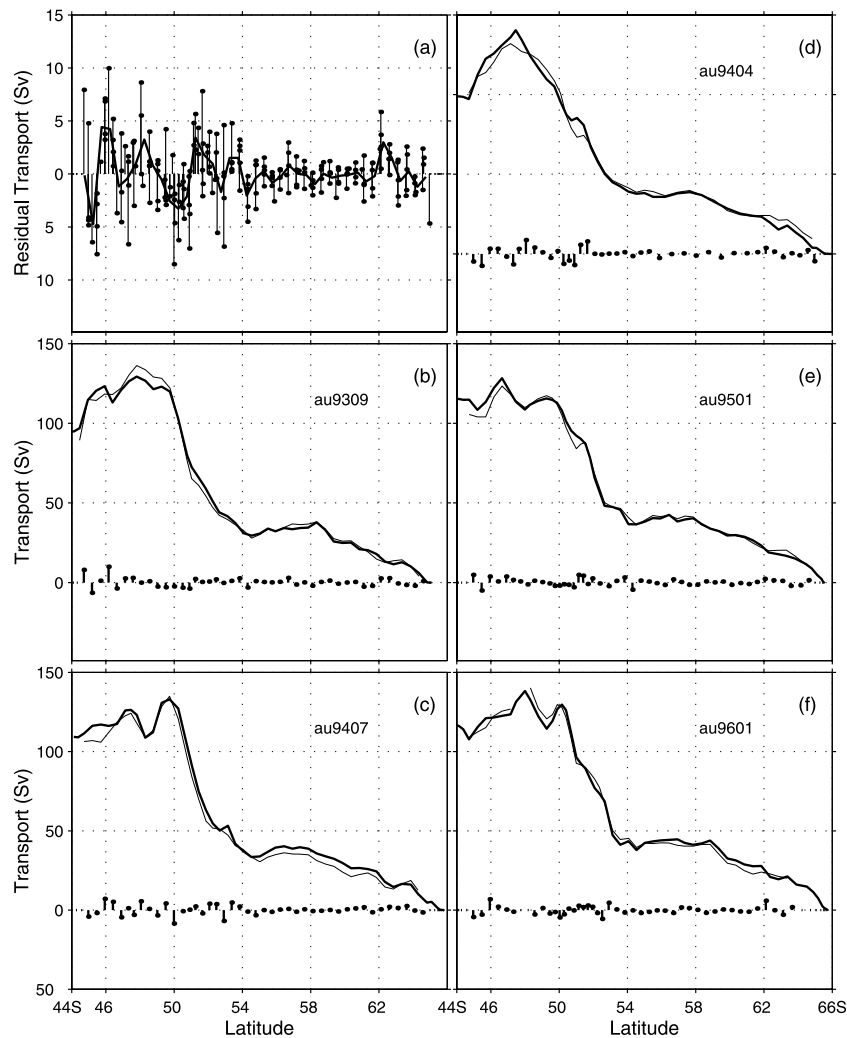 15
10
5
0
5
10
Residual Transport (Sv)
(a)
(d)
au9404
150
100
50
0
Transport (Sv)
(b)
au9309
(e)
au9501
150
100
50
0
50
Transport (Sv)
(c)
au9407
(f)
au9601
44S 46 50 54 58 62
46 50 54 58 62 66S
Latitude
Latitude